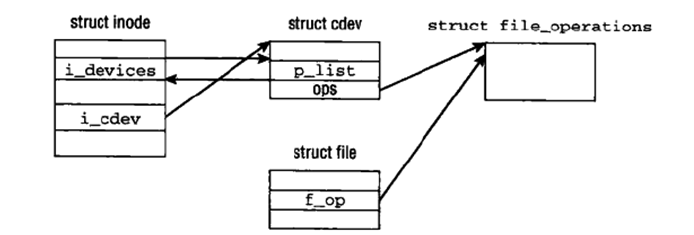 struct inode
struct cdev
struct file_operations
i_devices
p_list
ops
i_cdev
struct file
f_op